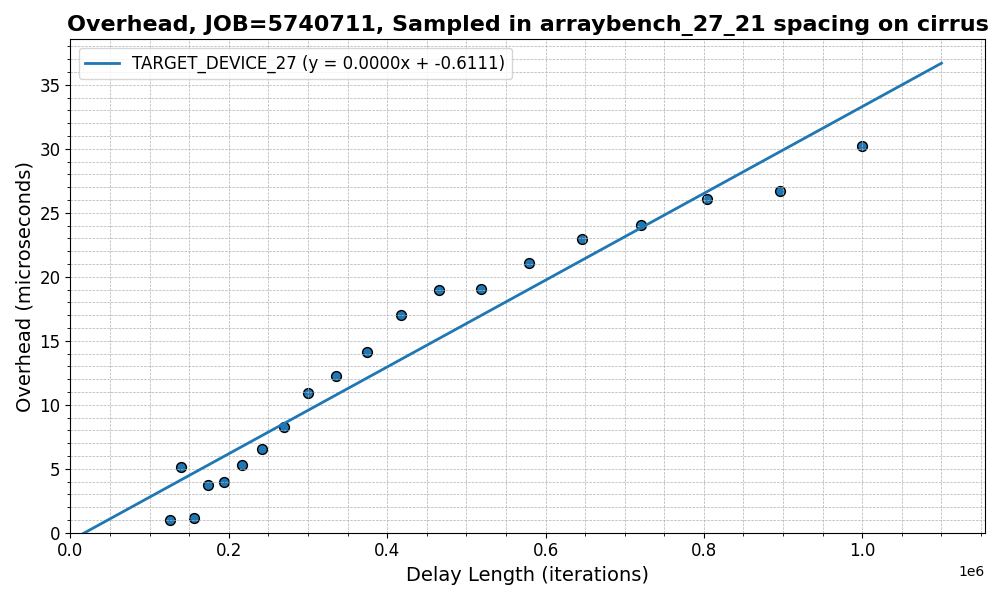 Overhead, JOB=5740711, Sampled in arraybench_27_21 spacing on cirrus
TARGET_DEVICE_27 (y = 0.0000x + -0.6111)
Overhead (microseconds)
35
30
25
20
15
10
5
0
0.0 0.2 0.4 0.6 0.8 1.0
1e6
Delay Length (iterations)